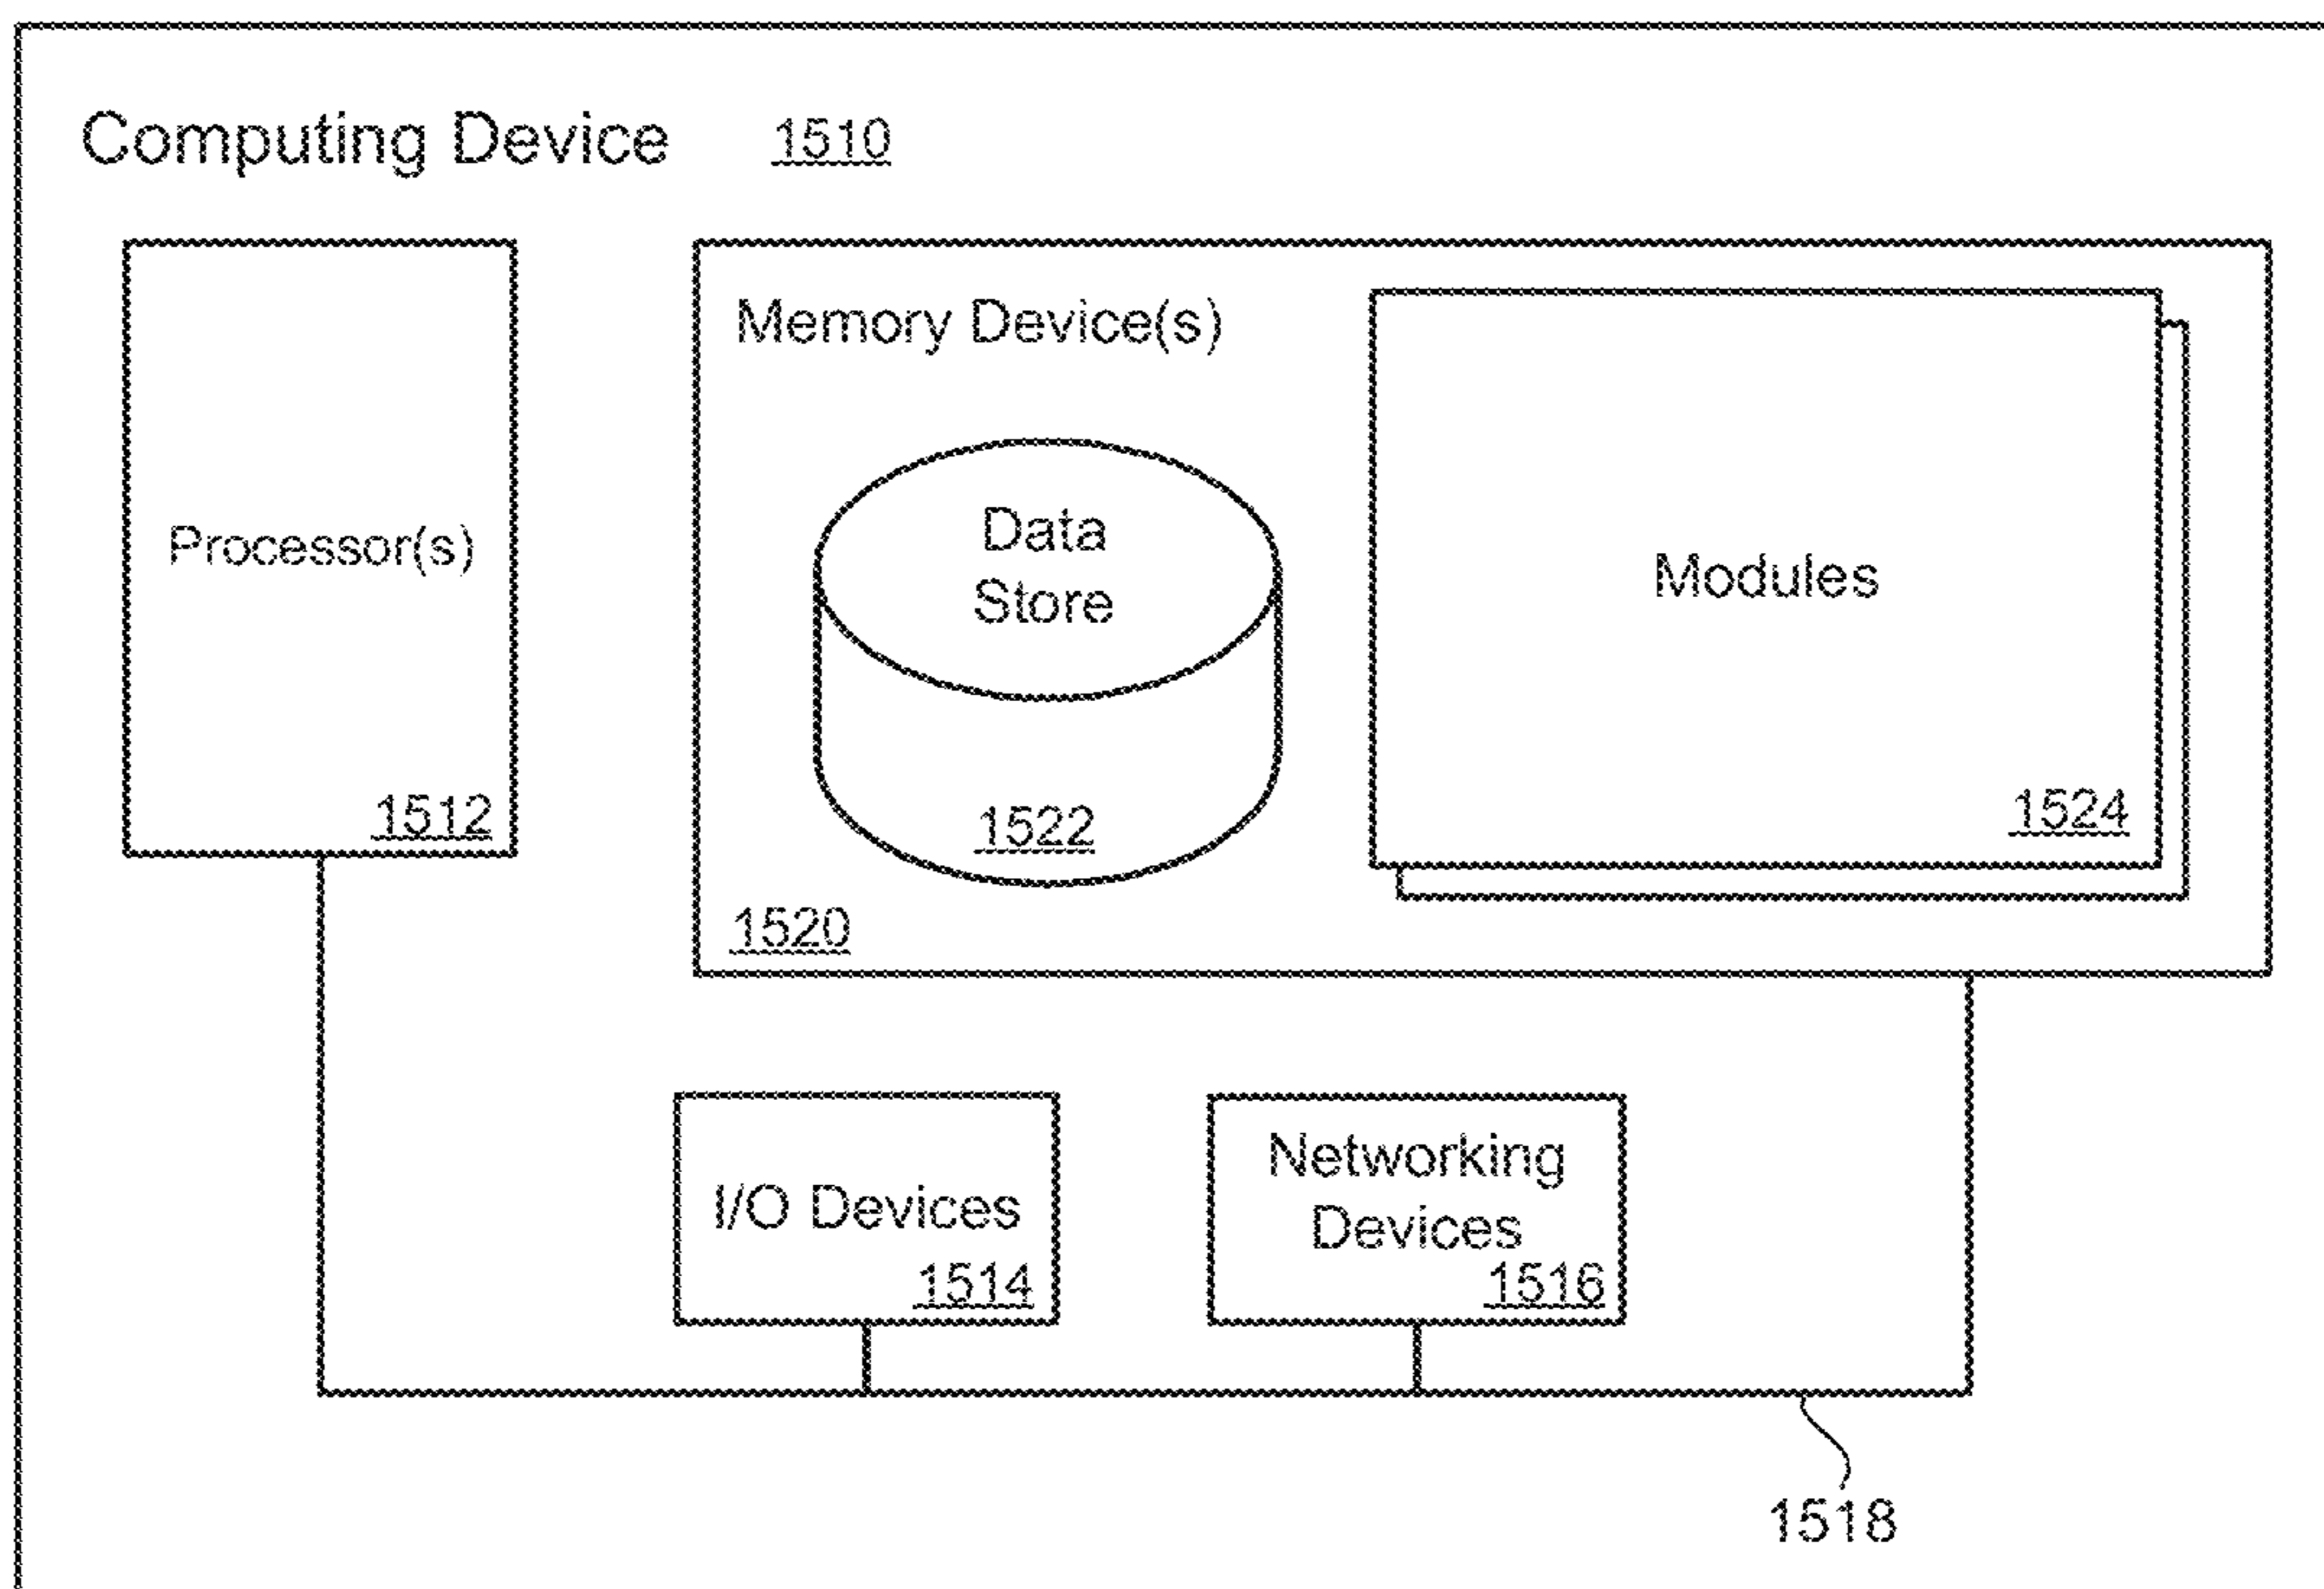 Computing Device 1510
Processor(s)
1512
Memory Device(s)
Data
Store
1522
1520
Modules
1524
I/O Devices
1514
Networking
Devices
1516
1518